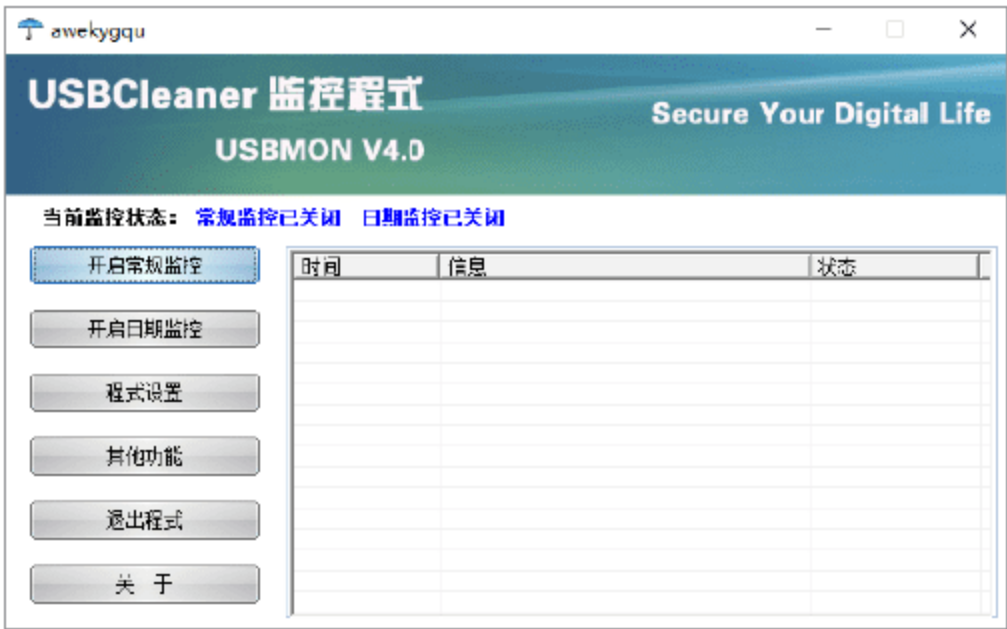 awekygqu
USBCleaner 监控程式
USBMON V4.0
Secure Your Digital Life
当前监控状态: 常规监控已关闭 日期监控已关闭
开启常规监控
开启日期监控
程式设置
其他功能
退出程式
关 于
时间 信息 状态